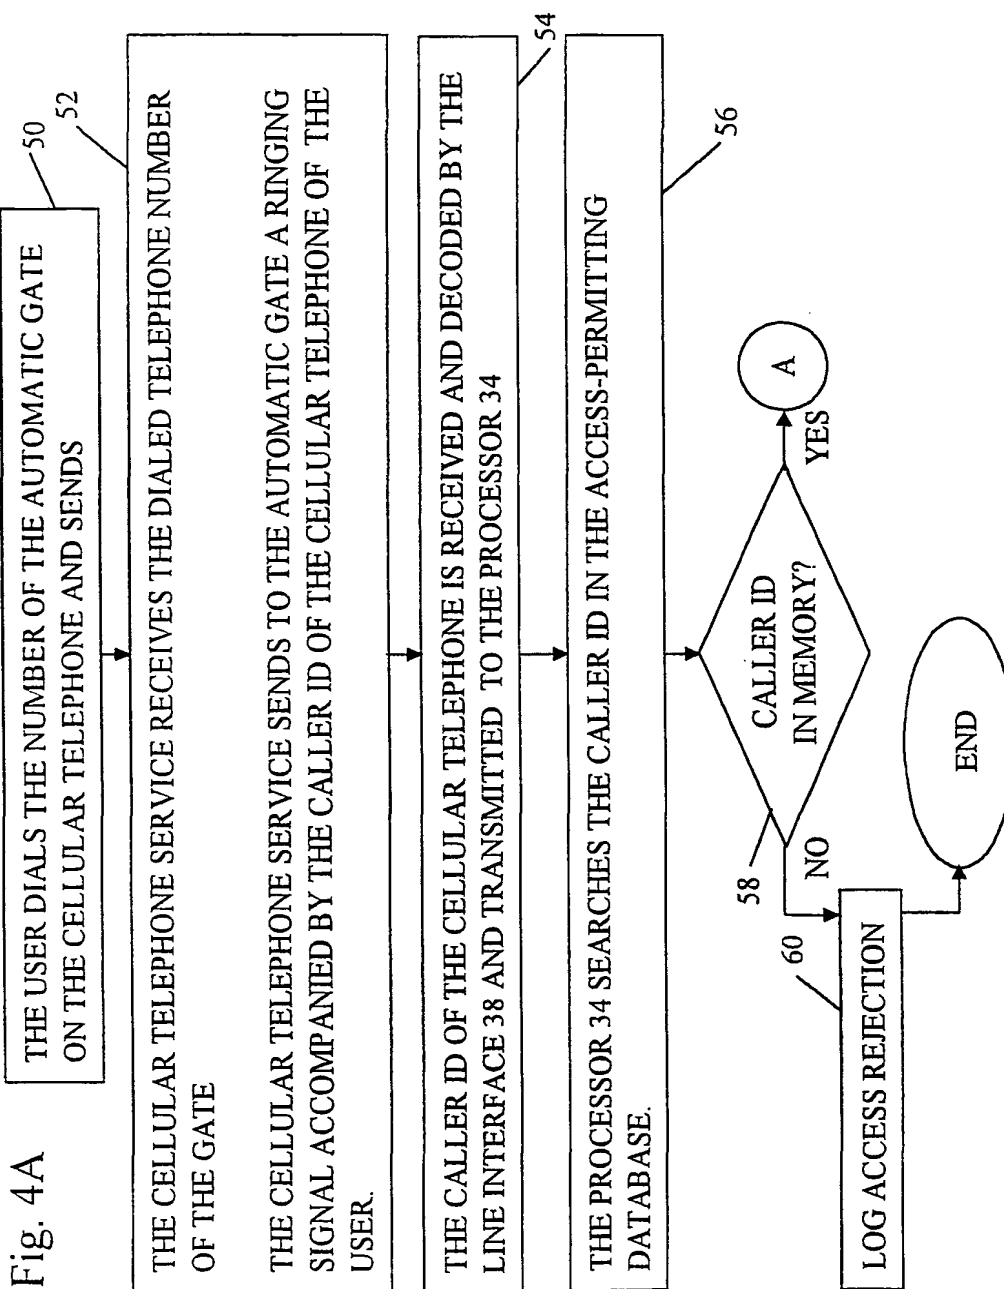 Fig. 4A
THE USER DIALS THE NUMBER OF THE AUTOMATIC GATE
ON THE CELLULAR TELEPHONE AND SENDS
50
52
THE CELLULAR TELEPHONE SERVICE RECEIVES THE DIALED TELEPHONE NUMBER
OF THE GATE
THE CELLULAR TELEPHONE SERVICE SENDS TO THE AUTOMATIC GATE A RINGING
SIGNAL ACCOMPANIED BY THE CALLER ID OF THE CELLULAR TELEPHONE OF THE
USER.
THE CALLER ID OF THE CELLULAR TELEPHONE IS RECEIVED AND DECODED BY THE
LINE INTERFACE 38 AND TRANSMITTED TO THE PROCESSOR 34
54
THE PROCESSOR 34 SEARCHES THE CALLER ID IN THE ACCESS-PERMITTING
DATABASE.
56
58
CALLER ID
IN MEMORY?
YES
A
NO
60
LOG ACCESS REJECTION
END